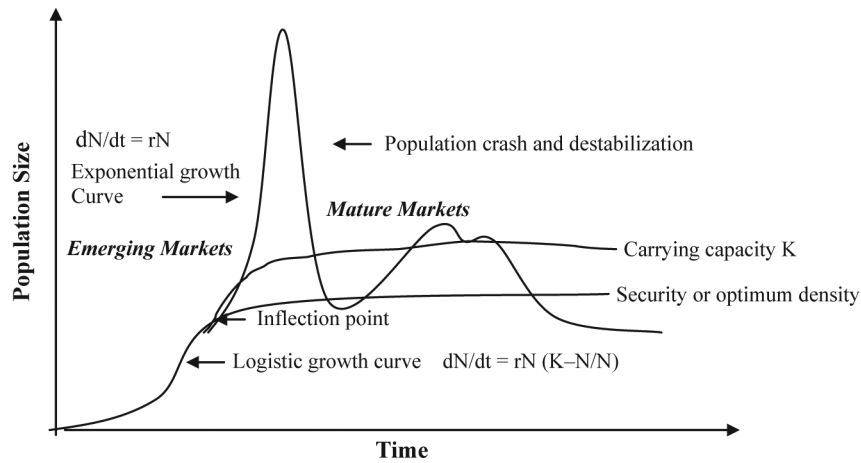 dN/dt = rN
Exponential growth
Curve
Population crash and destabilization
Mature Markets
Emerging Markets
Carrying capacity K
Security or optimum density
Inflection point
Logistic growth curve dN/dt = rN (K–N/N)
Population Size
Time